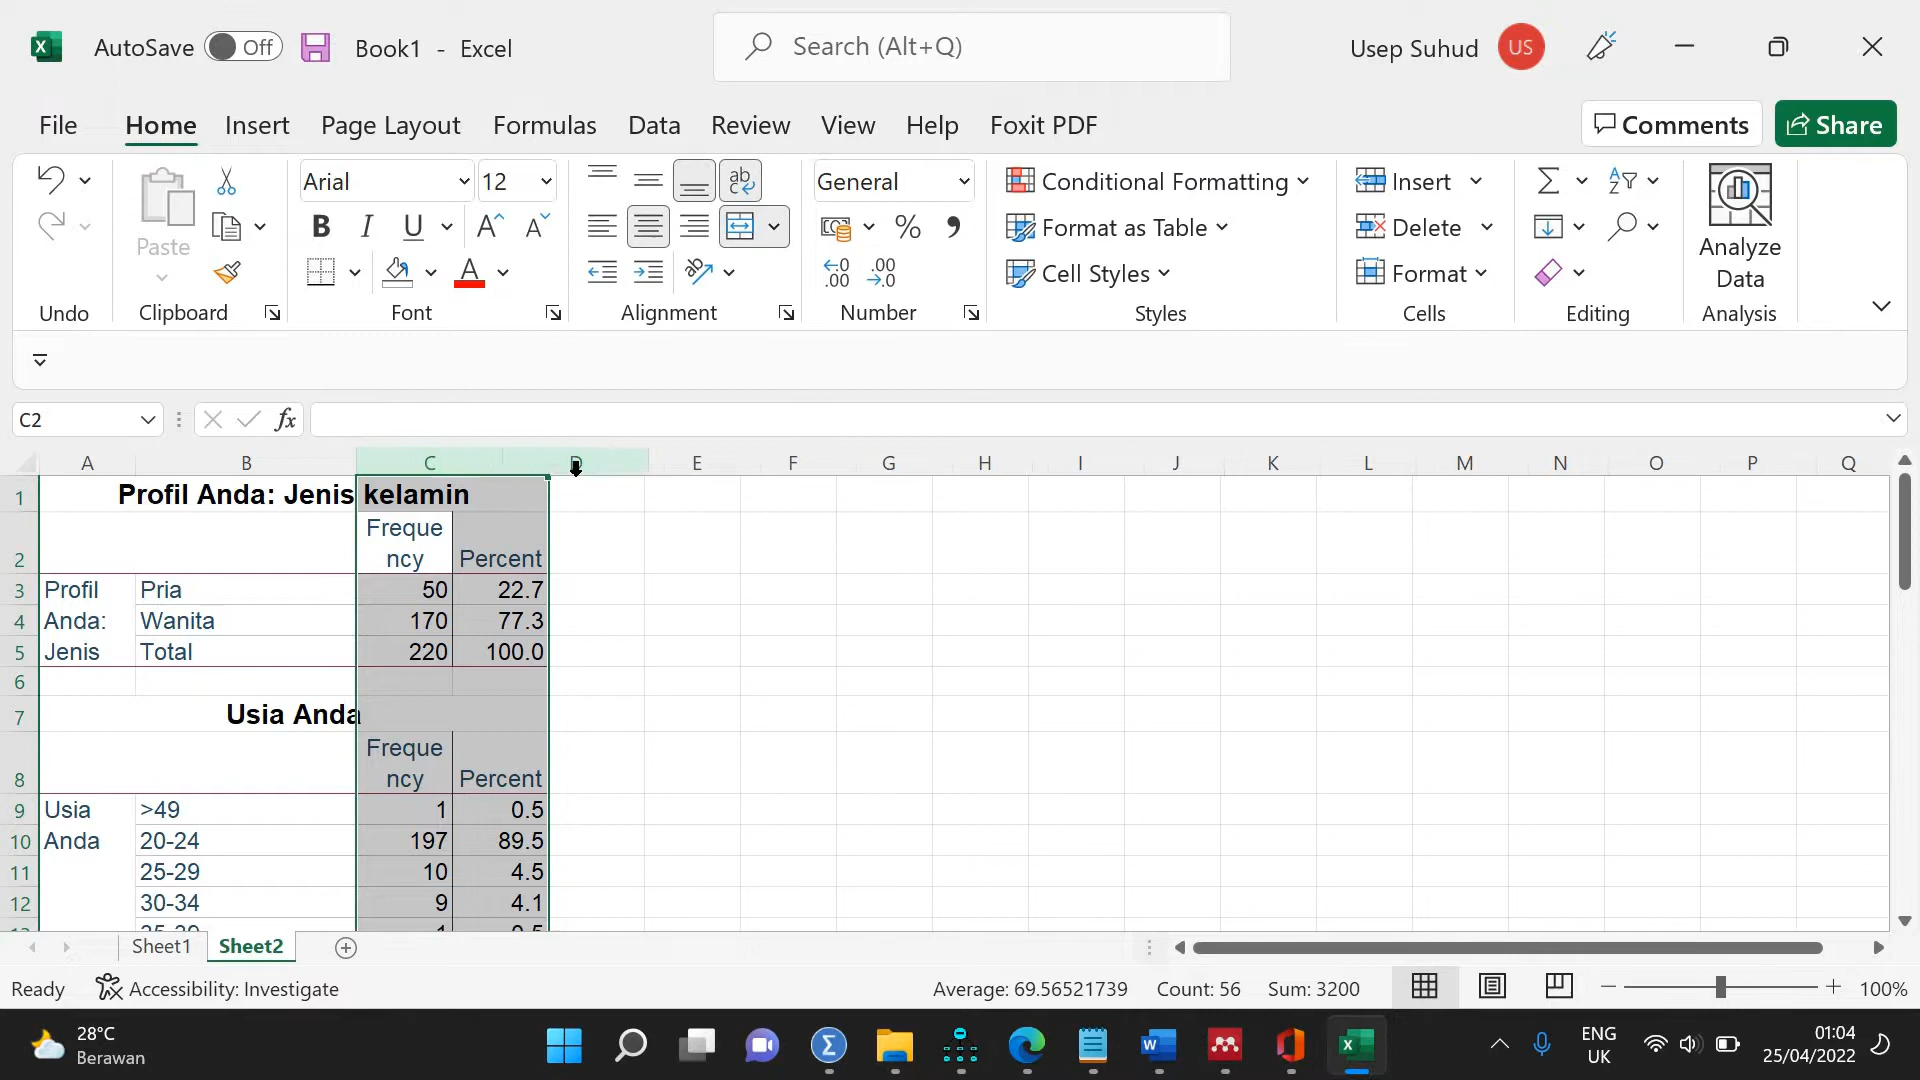 AutoSave Off Book1 - Excel Search (Alt+Q) Usep Suhud US
File Home Insert Page Layout Formulas Data Review View Help Foxit PDF Comments Share
Arial 12 General Conditional Formatting Insert
Paste B I U Format as Table Delete Analyze Data
Cell Styles Format
Undo Clipboard Font Alignment Number Styles Cells Editing Analysis
C2 fx
A B C D E F G H I J K L M N O P Q
1 Profil Anda: Jenis kelamin
2 Frequency Percent
3 Profil Pria 50 22.7
4 Anda: Wanita 170 77.3
5 Jenis Total 220 100.0
6
7 Usia Anda
8 Frequency Percent
9 Usia >49 1 0.5
10 Anda 20-24 197 89.5
11 25-29 10 4.5
12 30-34 9 4.1
Sheet1 Sheet2
Ready Accessibility: Investigate Average: 69.56521739 Count: 56 Sum: 3200 100%
28°C ENG 01:04
Berawan UK 25/04/2022